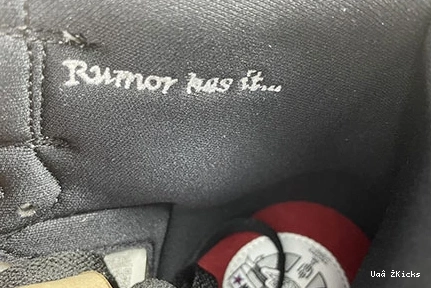 Rumor has it...
Uaâ ŽKicks